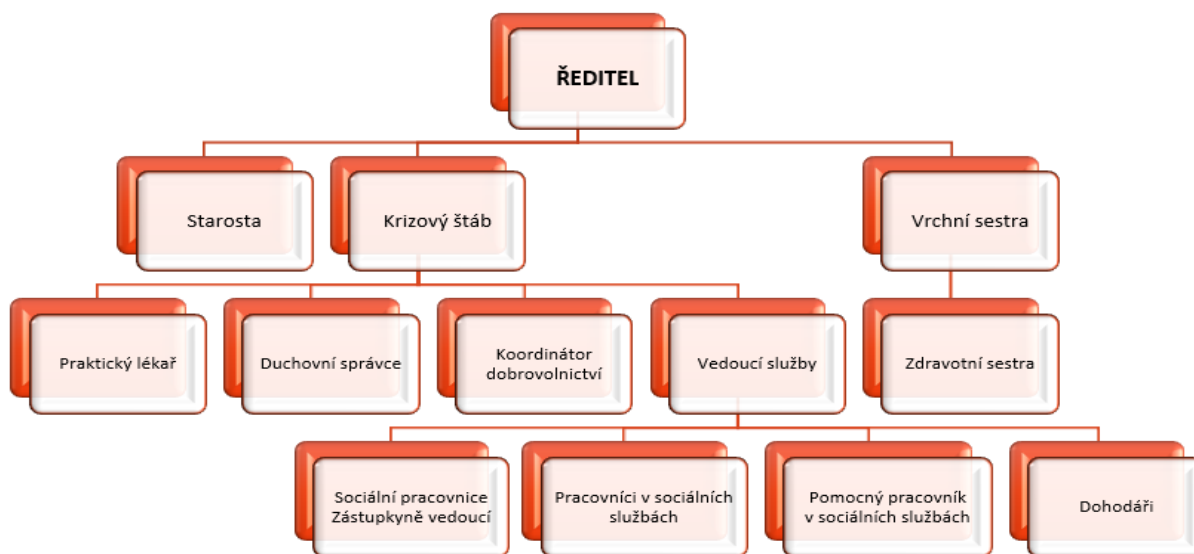 ŘEDITEL
Starosta
Krizový štáb
Vrchní sestra
Praktický lékař
Duchovní správce
Koordinátor
dobrovolnictví
Vedoucí služby
Zdravotní sestra
Sociální pracovnice
Zástupkyně vedoucí
Pracovníci v sociálních
službách
Pomocný pracovník
v sociálních službách
Dohodáři